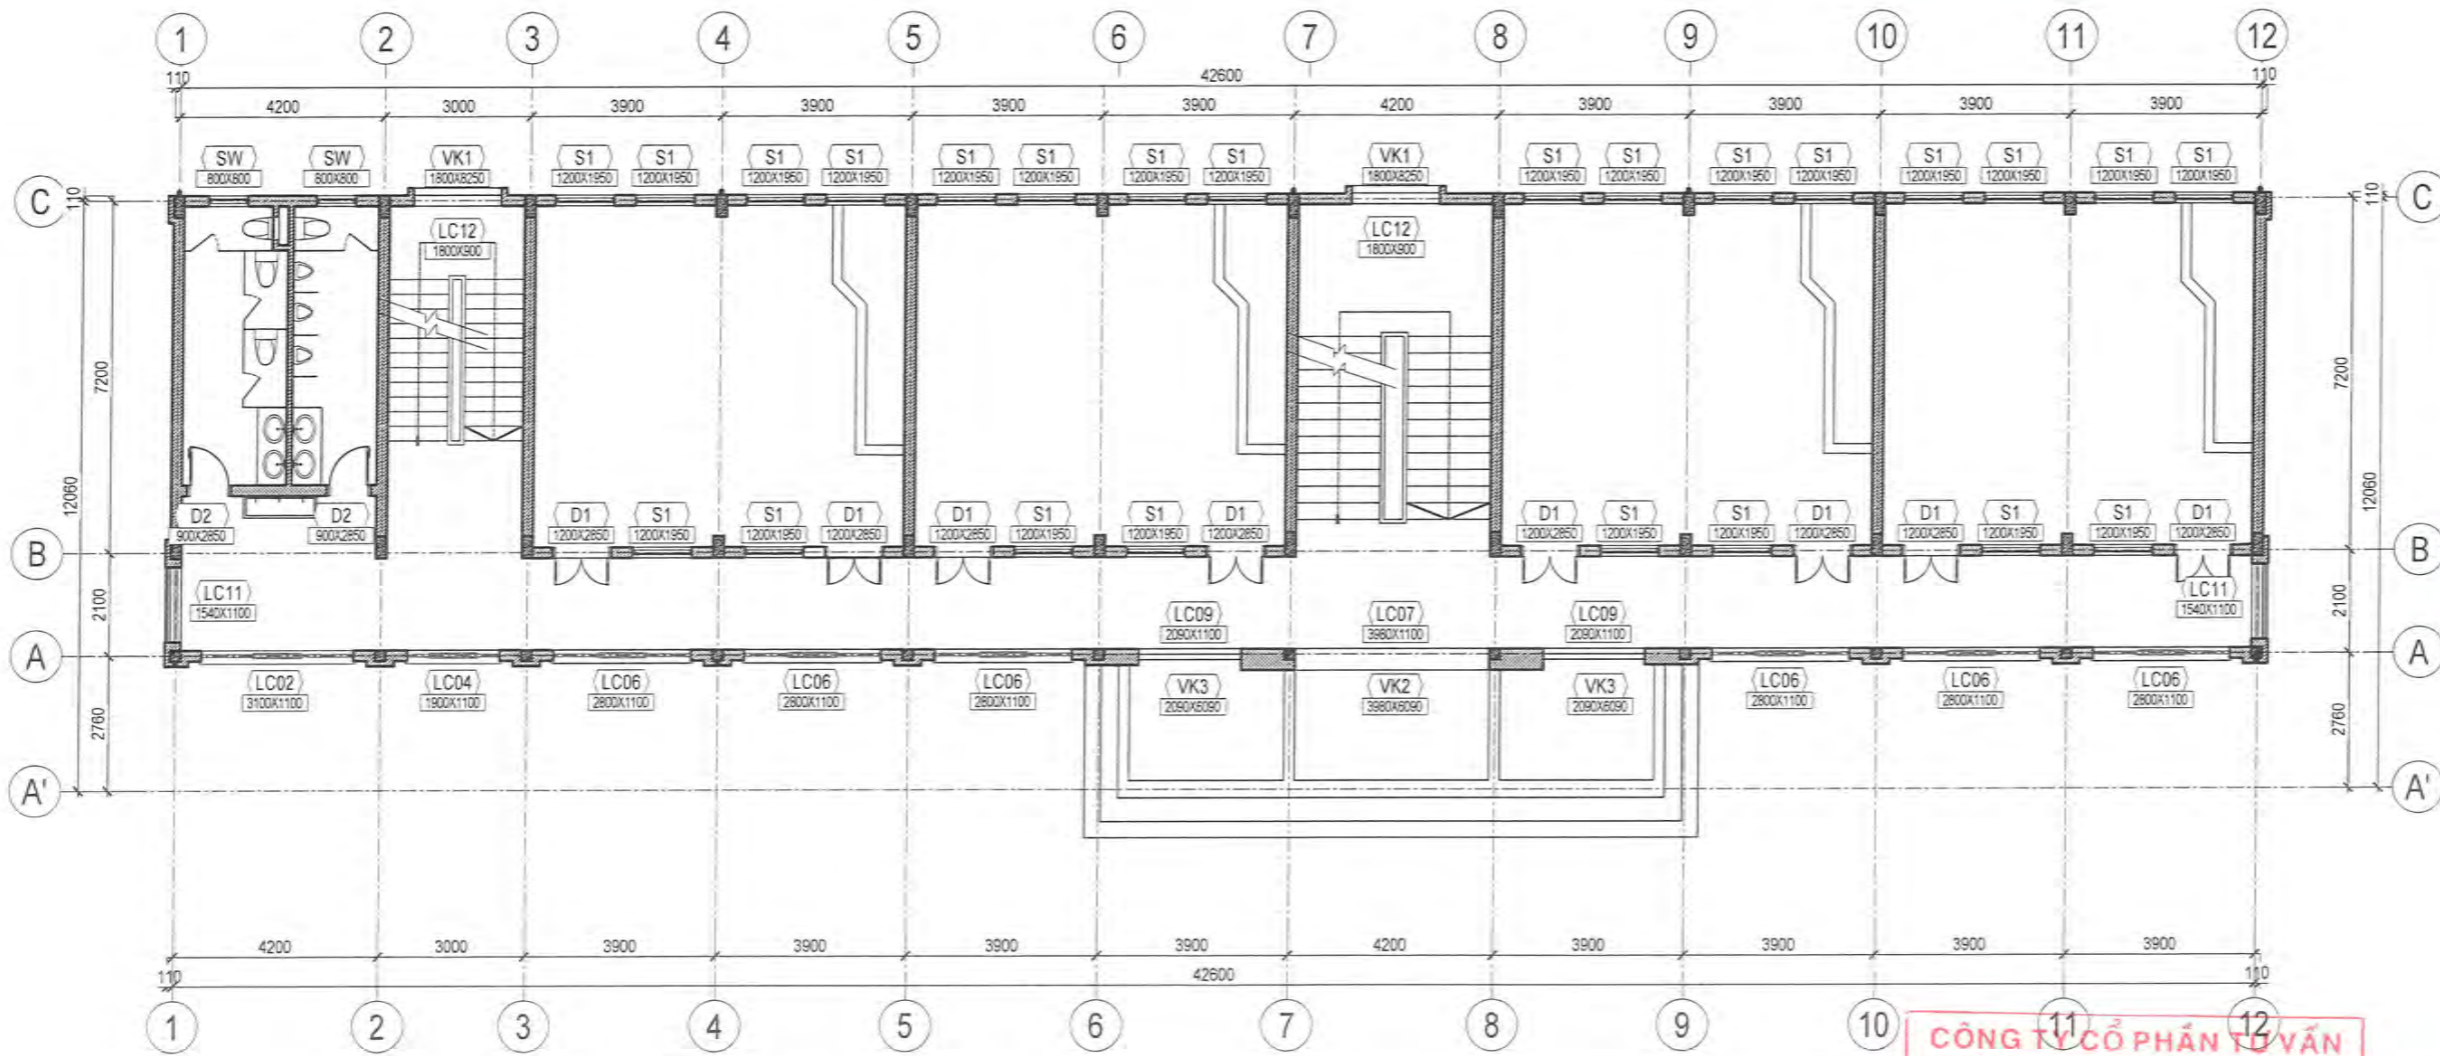 1 2 3 4 5 6 7 8 9 10 11 12
110 42600 110
4200 3000 3900 3900 3900 3900 4200 3900 3900 3900 3900
SW SW VK1 S1 S1 S1 S1 S1 S1 S1 S1 VK1 S1 S1 S1 S1 S1 S1 S1 S1
800X800 800X800 1800X8250 1200X1950 1200X1950 1200X1950 1200X1950 1200X1950 1200X1950 1200X1950 1200X1950 1800X8250 1200X1950 1200X1950 1200X1950 1200X1950 1200X1950 1200X1950 1200X1950 1200X1950
C 110 110 C
LC12 LC12
1800X900 1800X900
7200 7200
12060 12060
D2 D2 D1 S1 S1 D1 D1 S1 S1 D1 D1 S1 S1 D1 D1 S1 S1 D1
900X2850 900X2850 1200X2850 1200X1950 1200X1950 1200X2850 1200X2850 1200X1950 1200X1950 1200X2850 1200X2850 1200X1950 1200X1950 1200X2850 1200X2850 1200X1950 1200X1950 1200X2850
B B
2100 LC11 LC11 2100
1540X1100 1540X1100
LC09 LC07 LC09
2090X1100 3980X1100 2090X1100
A A
LC02 LC04 LC06 LC06 LC06 VK3 VK2 VK3 LC06 LC06 LC06
3100X1100 1900X1100 2800X1100 2800X1100 2800X1100 2090X6090 3980X6090 2090X6090 2800X1100 2800X1100 2800X1100
2760 2760
A' A'
4200 3000 3900 3900 3900 3900 4200 3900 3900 3900 3900
110 42600 110
1 2 3 4 5 6 7 8 9 10 11 12
CÔNG TY CỔ PHẦN TƯ VẤN